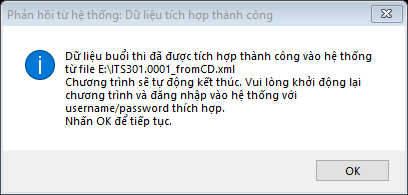 Phản hồi từ hệ thống: Dữ liệu tích hợp thành công
Dữ liệu buổi thi đã được tích hợp thành công vào hệ thống
từ file E:\ITS301.0001_fromCD.xml
Chương trình sẽ tự động kết thúc. Vui lòng khởi động lại
chương trình và đăng nhập vào hệ thống với
username/password thích hợp.
Nhấn OK để tiếp tục.
OK